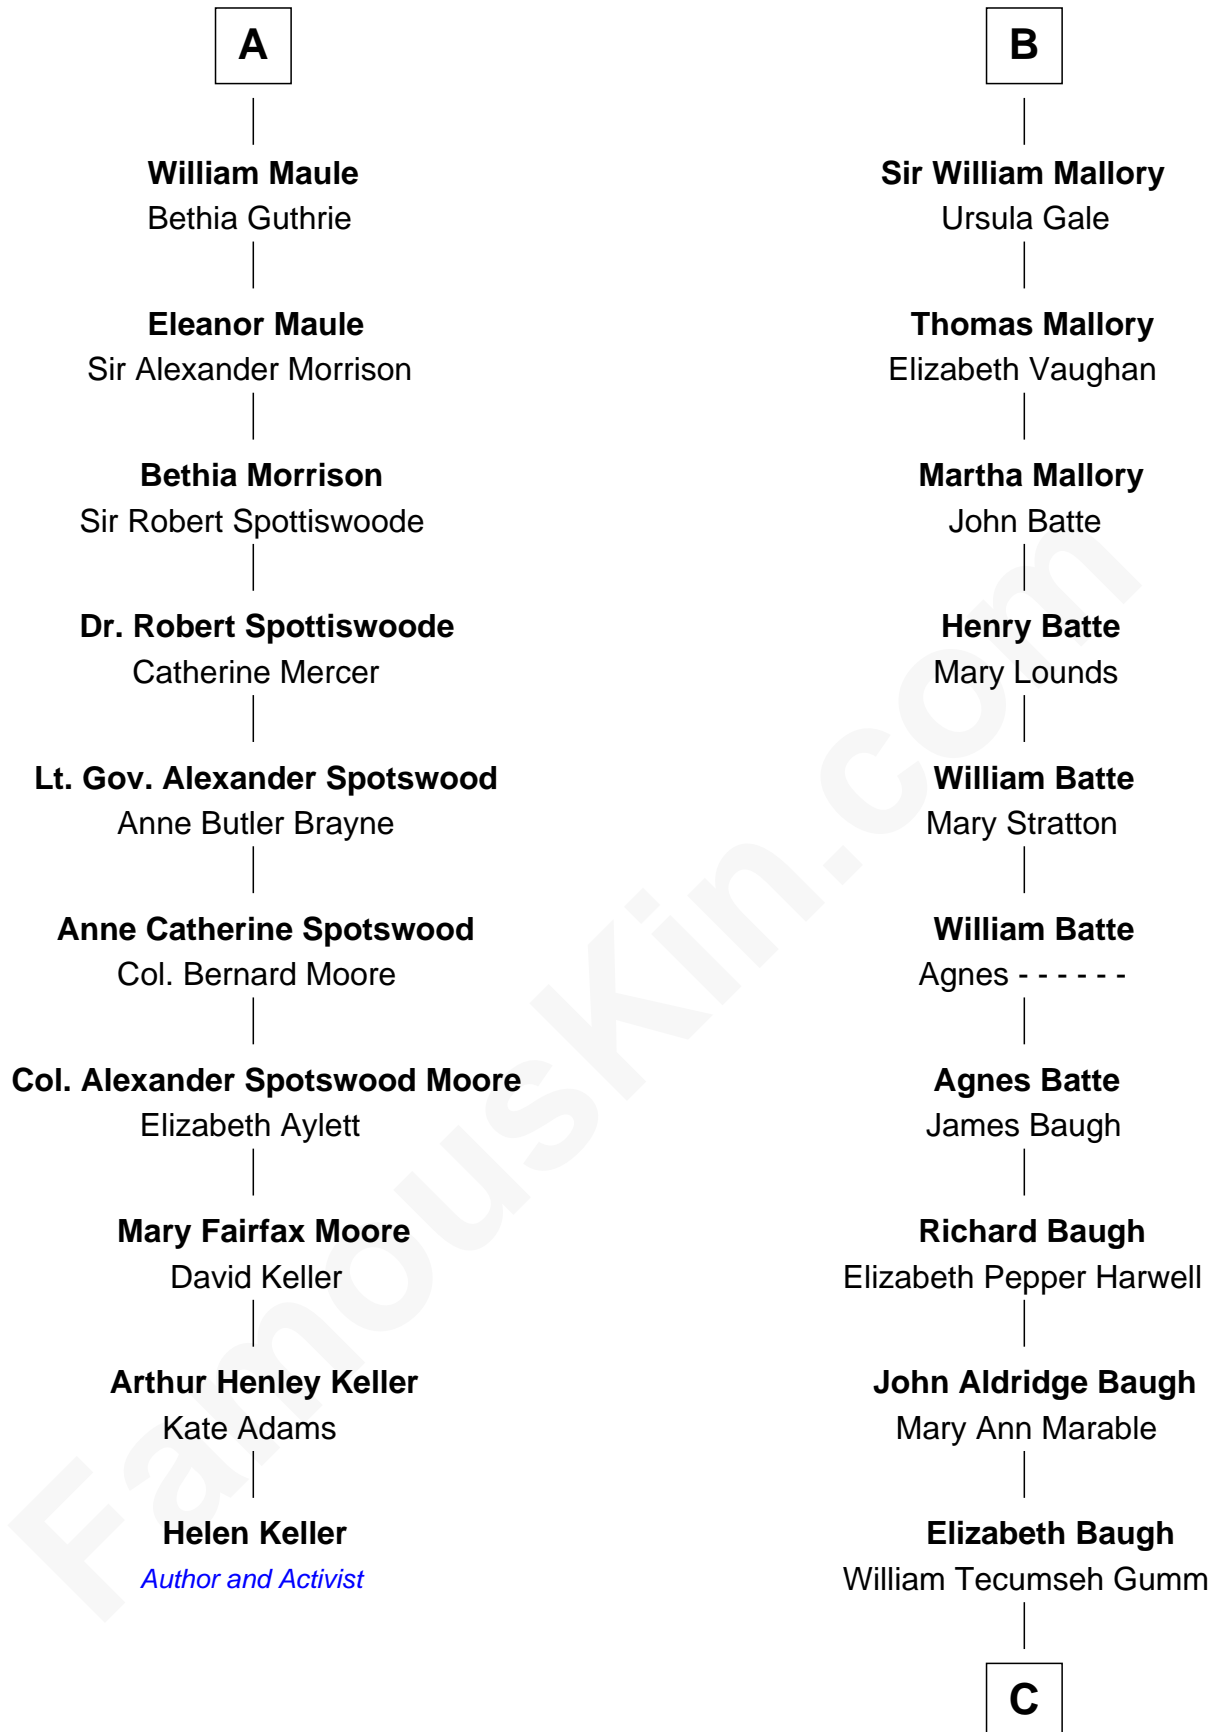 A
William Maule
Bethia Guthrie
Eleanor Maule
Sir Alexander Morrison
Bethia Morrison
Sir Robert Spottiswoode
Dr. Robert Spottiswoode
Catherine Mercer
Lt. Gov. Alexander Spotswood
Anne Butler Brayne
Anne Catherine Spotswood
Col. Bernard Moore
Col. Alexander Spotswood Moore
Elizabeth Aylett
Mary Fairfax Moore
David Keller
Arthur Henley Keller
Kate Adams
Helen Keller
Author and Activist
B
Sir William Mallory
Ursula Gale
Thomas Mallory
Elizabeth Vaughan
Martha Mallory
John Batte
Henry Batte
Mary Lounds
William Batte
Mary Stratton
William Batte
Agnes - - - - - -
Agnes Batte
James Baugh
Richard Baugh
Elizabeth Pepper Harwell
John Aldridge Baugh
Mary Ann Marable
Elizabeth Baugh
William Tecumseh Gumm
C
FamousKin.com